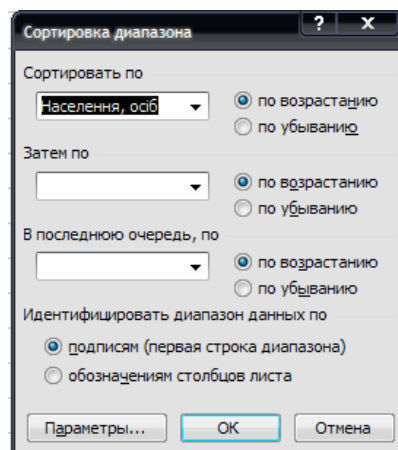 Сортировка диапазона
? x
Сортировать по
Населення, осіб
по возрастанию
по убыванию
Затем по
по возрастанию
по убыванию
В последнюю очередь, по
по возрастанию
по убыванию
Идентифицировать диапазон данных по
подписям (первая строка диапазона)
обозначениям столбцов листа
Параметры... ОК Отмена